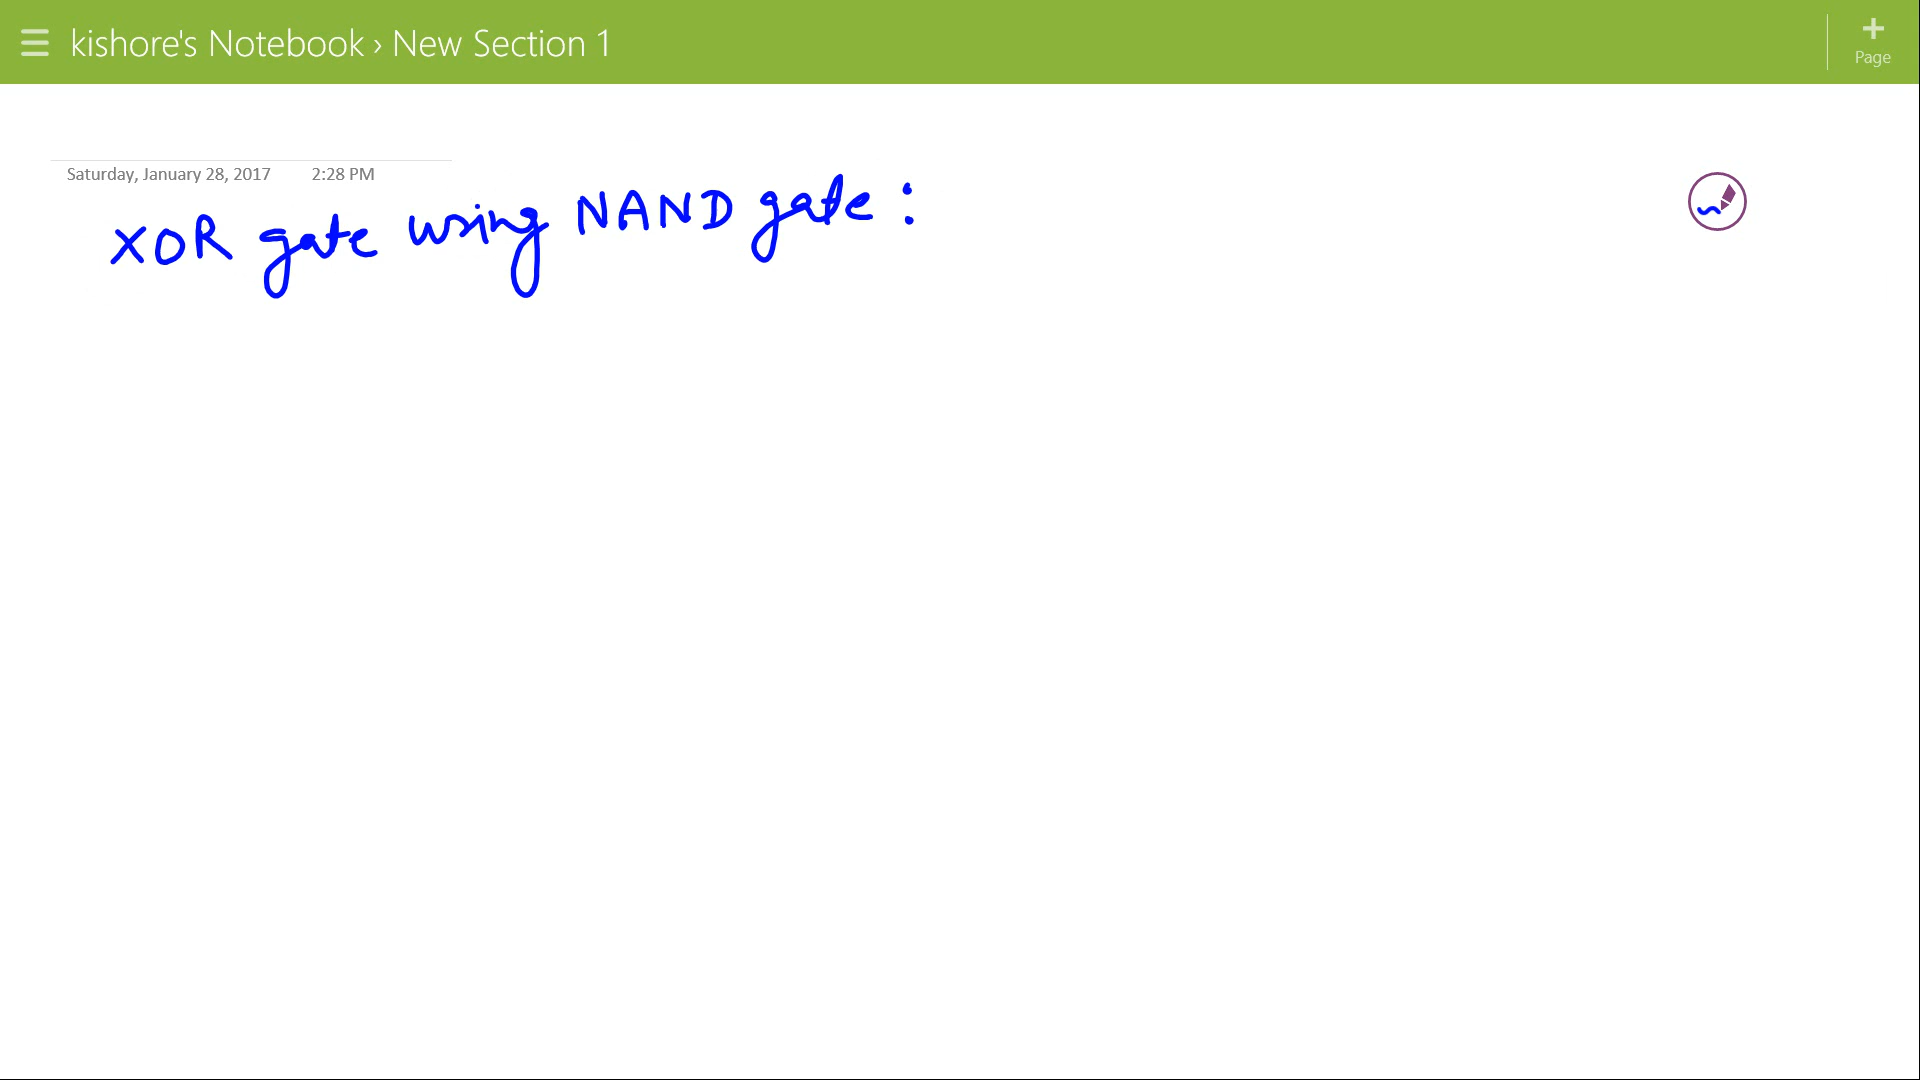 kishore's Notebook › New Section 1
Page
Saturday, January 28, 2017 2:28 PM
XOR gate using NAND gate :